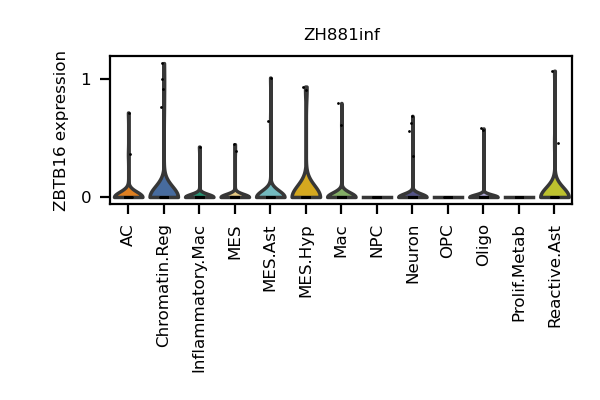 ZH881inf
ZBTB16 expression
1
0
AC
Chromatin.Reg
Inflammatory.Mac
MES
MES.Ast
MES.Hyp
Mac
NPC
Neuron
OPC
Oligo
Prolif.Metab
Reactive.Ast